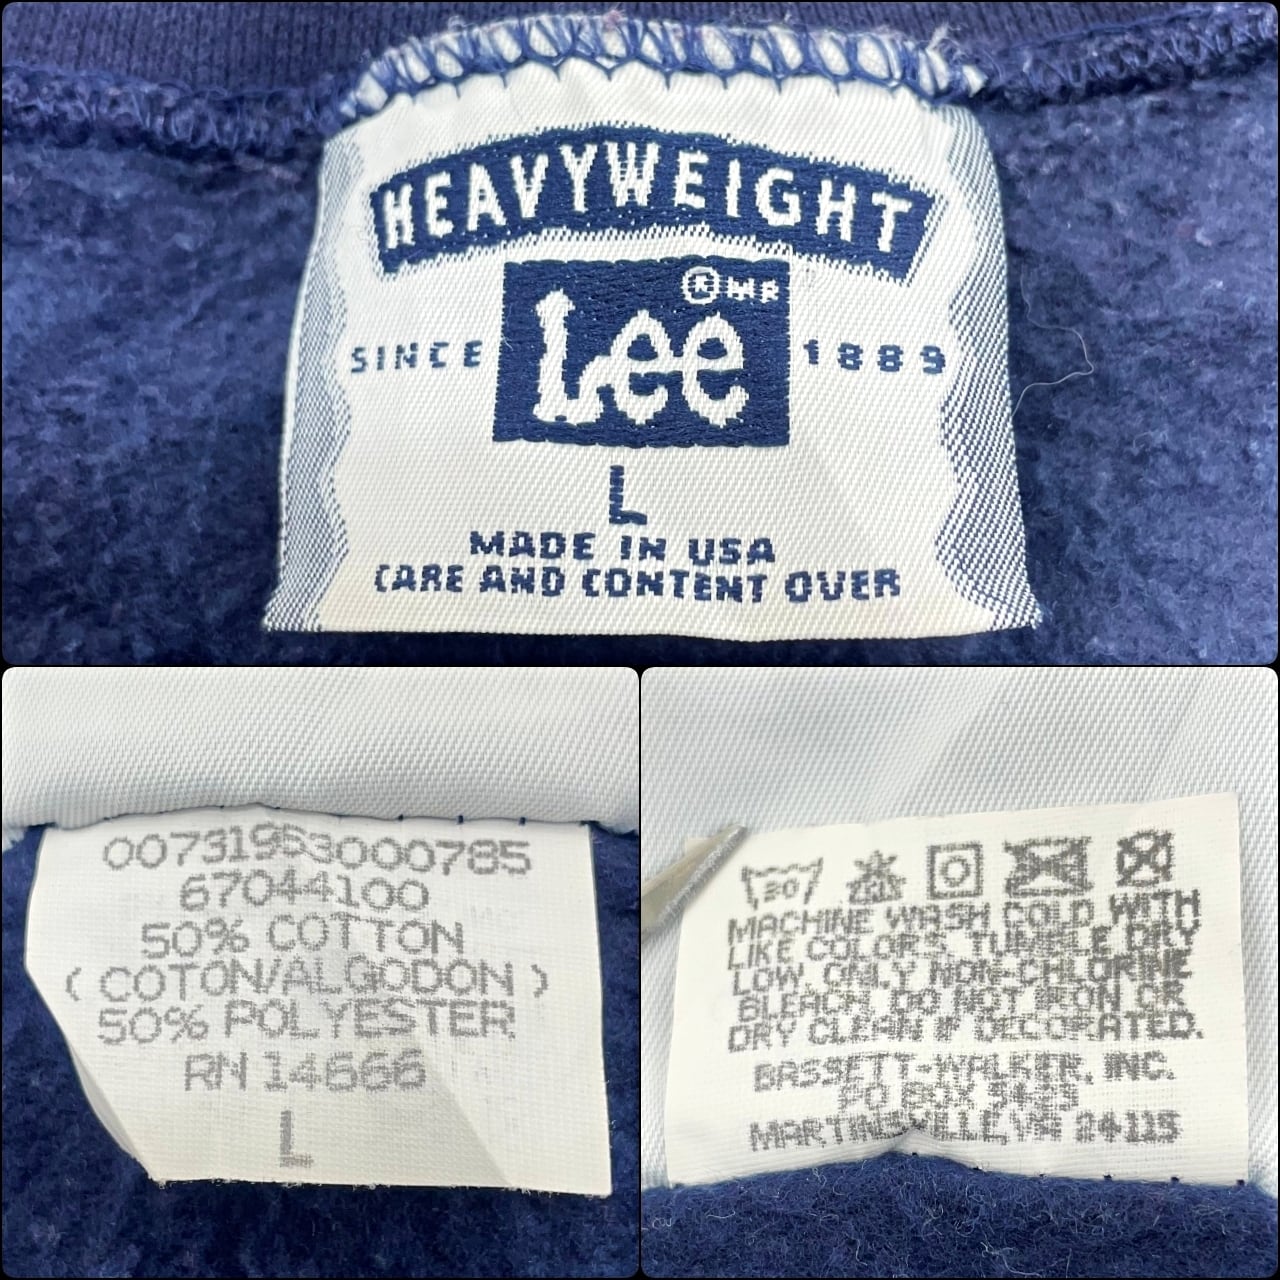 HEAVYWEIGHT
® MR
Lee
SINCE 1889
L
MADE IN USA
CARE AND CONTENT OVER
00731953000785
67044100
50% COTTON
(COTON/ALGODON)
50% POLYESTER
RN 14666
L
30
MACHINE WASH COLD WITH
LIKE COLORS. TUMBLE DRY
LOW. ONLY NON-CHLORINE
BLEACH. DO NOT IRON OR
DRY CLEAN IF DECORATED.
BASSETT-WALKER, INC.
PO BOX
MARTINSVILLE, VA 24115